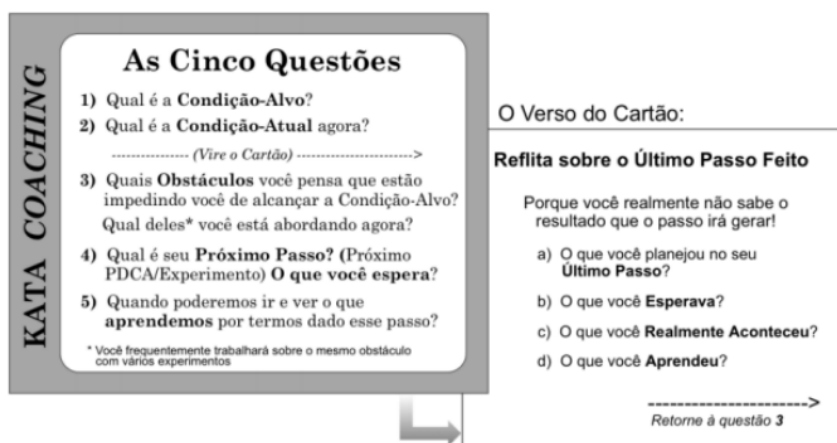 KATA COACHING
As Cinco Questões
1) Qual é a Condição-Alvo?
2) Qual é a Condição-Atual agora?
---------------- (Vire o Cartão) ------------------------>
3) Quais Obstáculos você pensa que estão
impedindo você de alcançar a Condição-Alvo?
Qual deles* você está abordando agora?
4) Qual é seu Próximo Passo? (Próximo
PDCA/Experimento) O que você espera?
5) Quando poderemos ir e ver o que
aprendemos por termos dado esse passo?
* Você frequentemente trabalhará sobre o mesmo obstáculo
com vários experimentos
O Verso do Cartão:
Reflita sobre o Último Passo Feito
Porque você realmente não sabe o
resultado que o passo irá gerar!
a) O que você planejou no seu
Último Passo?
b) O que você Esperava?
c) O que você Realmente Aconteceu?
d) O que você Aprendeu?
---------------------->
Retorne à questão 3